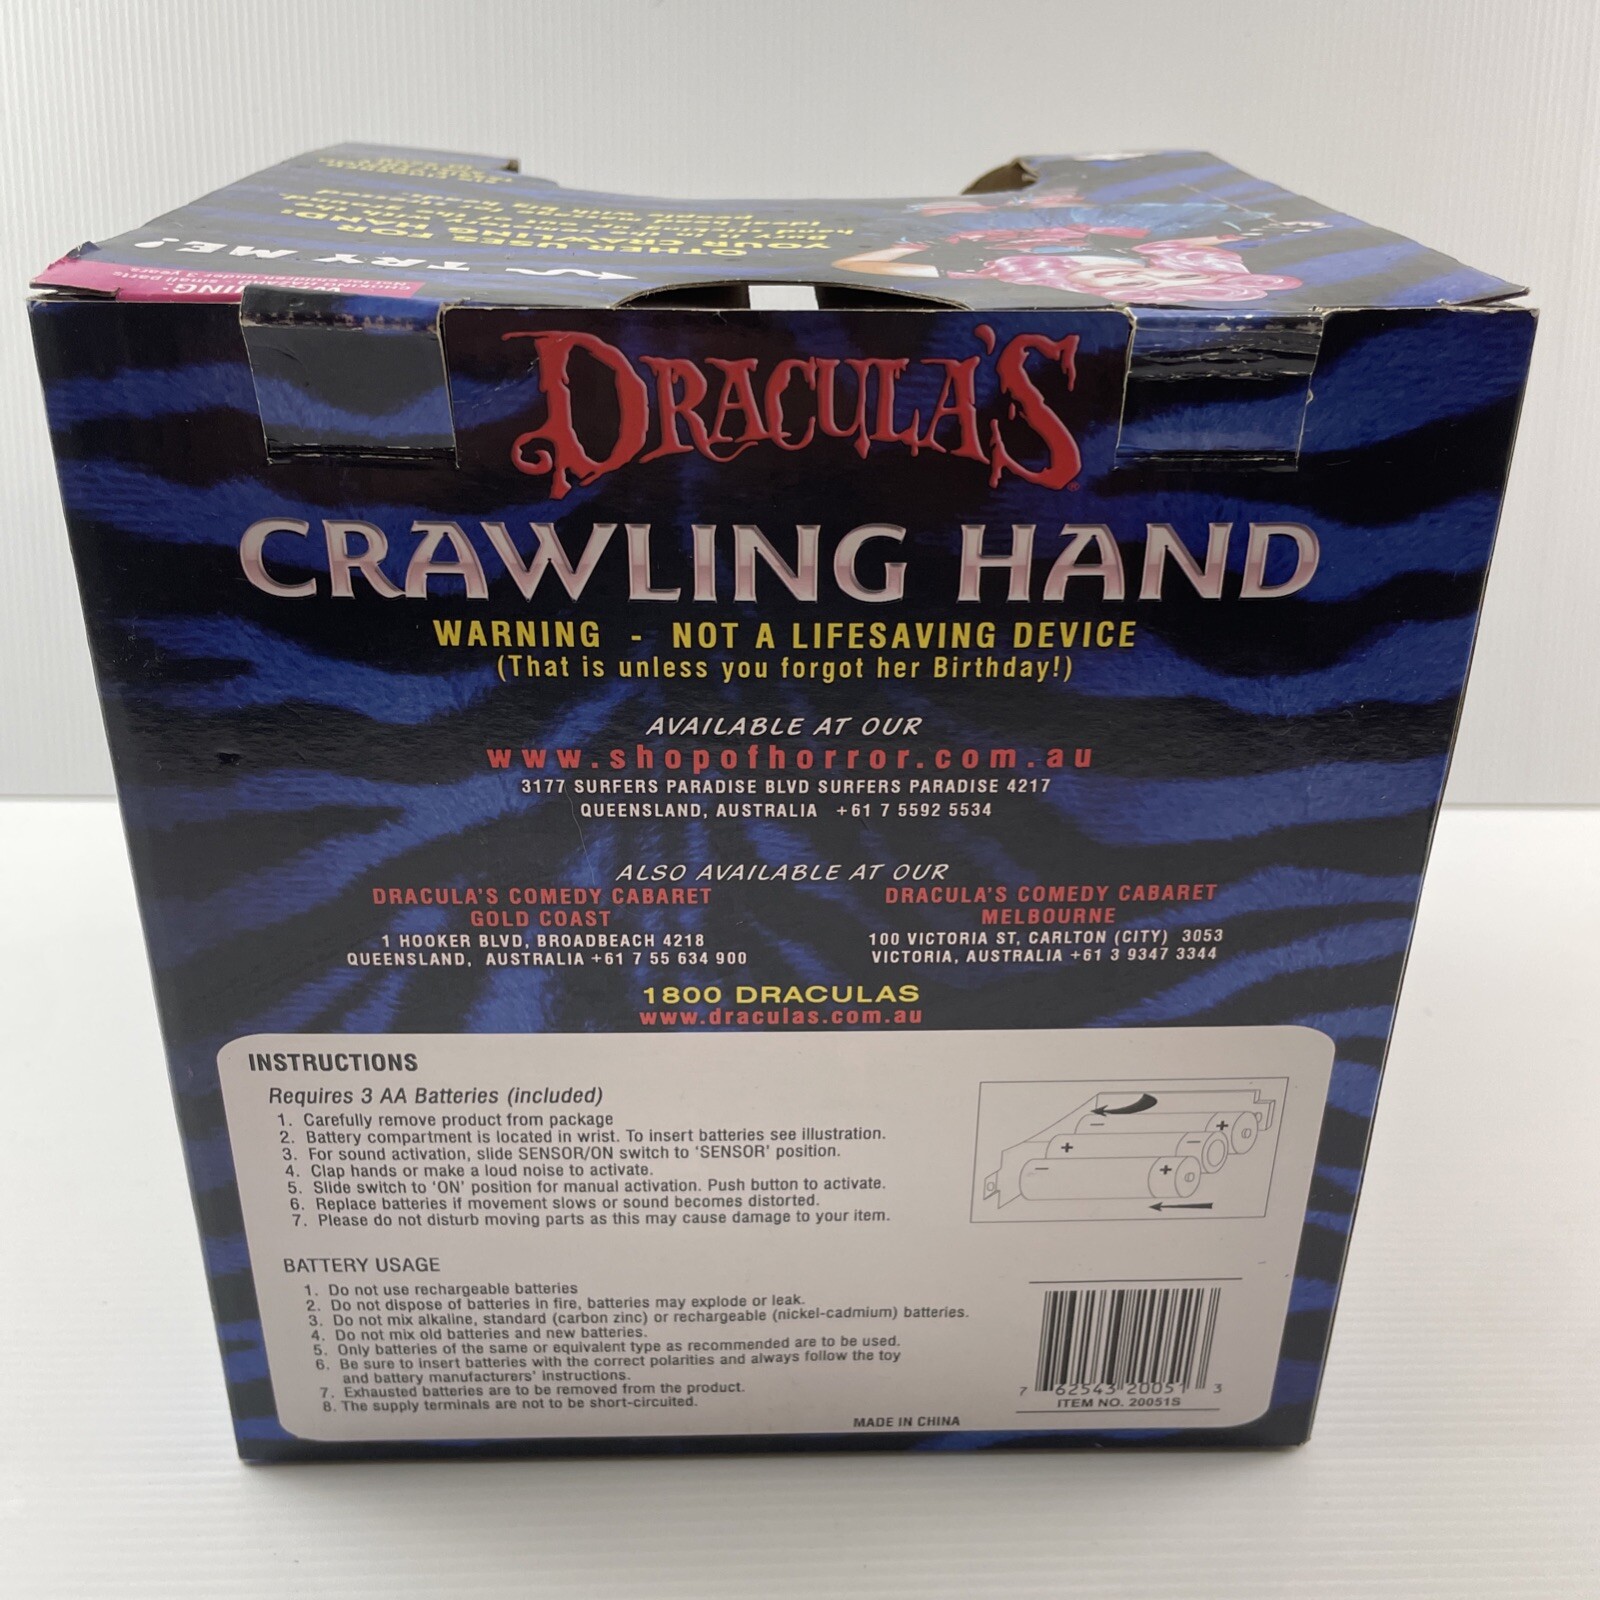 TRY ME!
OTHER USES FOR
YOUR CRAWLING HAND:
DRACULA'S
CRAWLING HAND
WARNING - NOT A LIFESAVING DEVICE
(That is unless you forgot her Birthday!)
AVAILABLE AT OUR
www.shopofhorror.com.au
3177 SURFERS PARADISE BLVD SURFERS PARADISE 4217
QUEENSLAND, AUSTRALIA +61 7 5592 5534
ALSO AVAILABLE AT OUR
DRACULA'S COMEDY CABARET
GOLD COAST
1 HOOKER BLVD, BROADBEACH 4218
QUEENSLAND, AUSTRALIA +61 7 55 634 900
DRACULA'S COMEDY CABARET
MELBOURNE
100 VICTORIA ST, CARLTON (CITY) 3053
VICTORIA, AUSTRALIA +61 3 9347 3344
1800 DRACULAS
www.draculas.com.au
INSTRUCTIONS
Requires 3 AA Batteries (included)
1. Carefully remove product from package
2. Battery compartment is located in wrist. To insert batteries see illustration.
3. For sound activation, slide SENSOR/ON switch to 'SENSOR' position.
4. Clap hands or make a loud noise to activate.
5. Slide switch to 'ON' position for manual activation. Push button to activate.
6. Replace batteries if movement slows or sound becomes distorted.
7. Please do not disturb moving parts as this may cause damage to your item.
BATTERY USAGE
1. Do not use rechargeable batteries
2. Do not dispose of batteries in fire, batteries may explode or leak.
3. Do not mix alkaline, standard (carbon zinc) or rechargeable (nickel-cadmium) batteries.
4. Do not mix old batteries and new batteries.
5. Only batteries of the same or equivalent type as recommended are to be used.
6. Be sure to insert batteries with the correct polarities and always follow the toy
and battery manufacturers' instructions.
7. Exhausted batteries are to be removed from the product.
8. The supply terminals are not to be short-circuited.
MADE IN CHINA
7 62543 20051 3
ITEM NO. 20051S